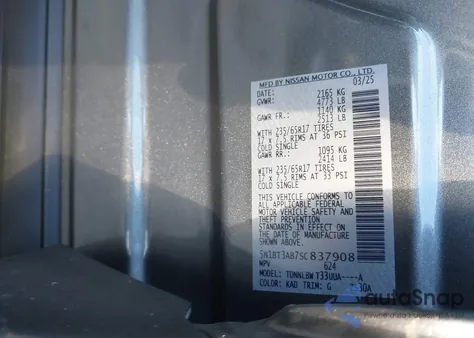 MFD BY NISSAN MOTOR CO., LTD.
03/25
DATE:
GVWR: 2165 KG
4773 LB
GAWR FR.: 1140 KG
2513 LB
WITH 235/65R17 TIRES
17 x 7.5 RIMS AT 36 PSI
COLD SINGLE
GAWR RR.: 1095 KG
2414 LB
WITH 235/65R17 TIRES
17 x 7.5 RIMS AT 33 PSI
COLD SINGLE
THIS VEHICLE CONFORMS TO
ALL APPLICABLE FEDERAL
MOTOR VEHICLE SAFETY AND
THEFT PREVENTION
STANDARDS IN EFFECT ON
THE DATE OF MANUFACTURE
SHOWN ABOVE:
5N1BT3AB7SC837908
MPV 624
MODEL:
COLOR: KAD TRIM: G
autoSnap